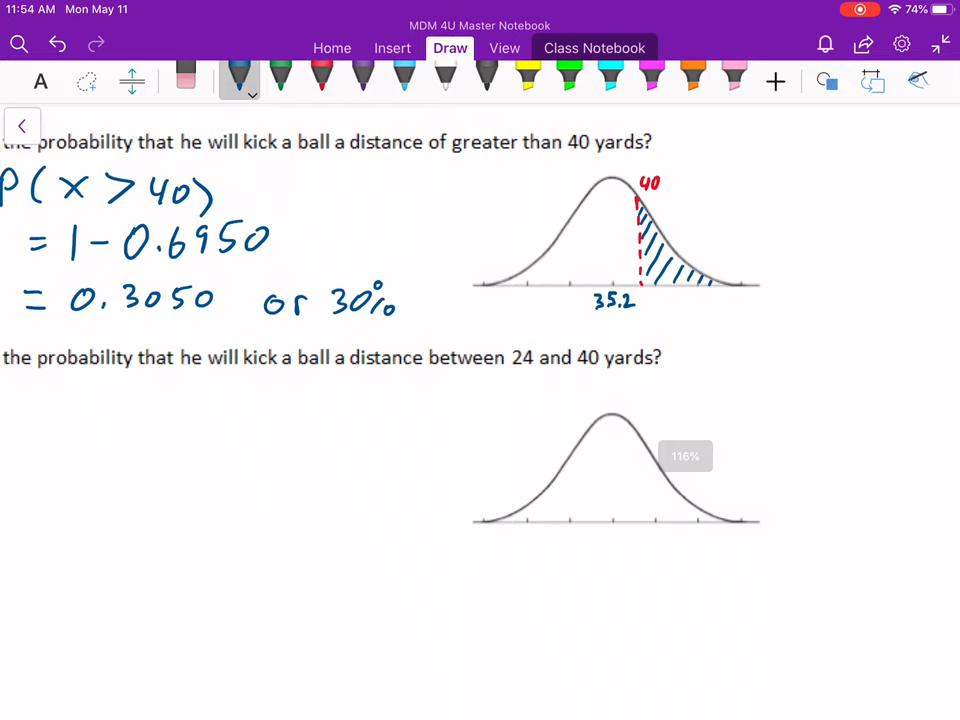 11:54 AM Mon May 11
74%
MDM 4U Master Notebook
Home Insert Draw View Class Notebook
A
the probability that he will kick a ball a distance of greater than 40 yards?
P(x > 40)
= 1 - 0.6950
= 0.3050 or 30%
40
35.2
the probability that he will kick a ball a distance between 24 and 40 yards?
116%